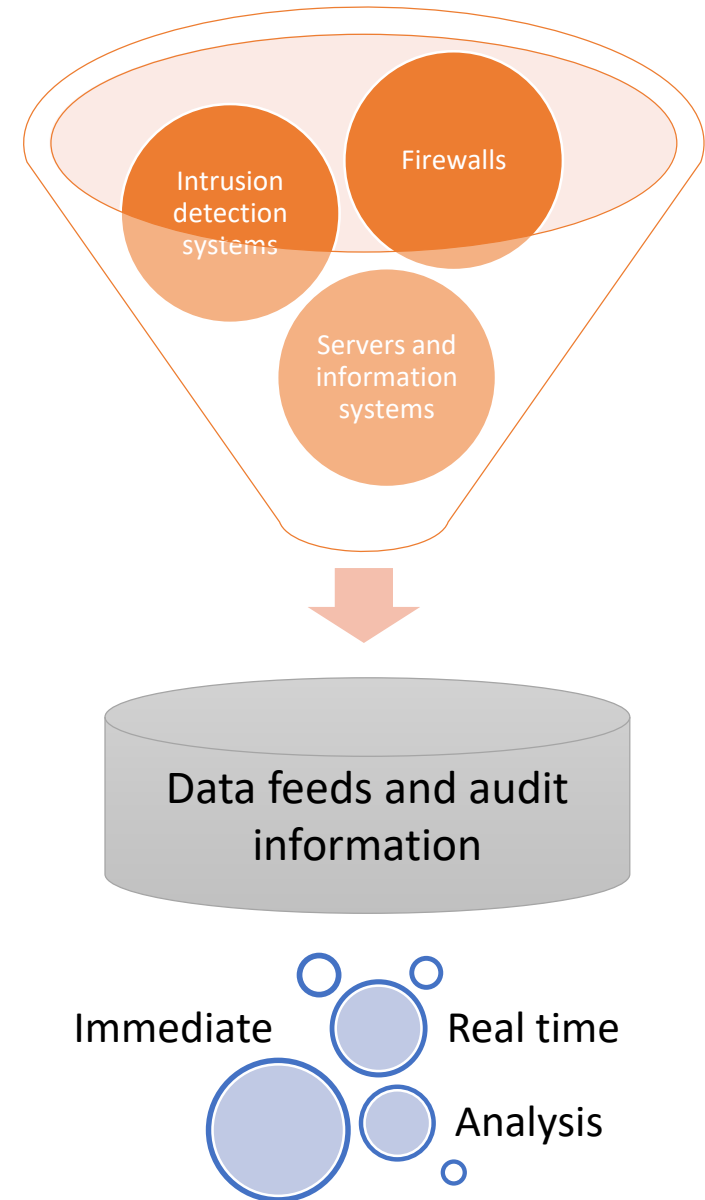 Firewalls
Intrusion
detection
systems
Servers and
information
systems
Data feeds and audit
information
Immediate
Real time
Analysis